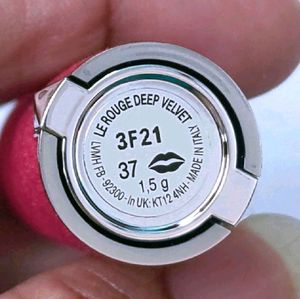 LE ROUGE DEEP VELVET
3F21
37
1,5 g
LVMH FB - 92300 - In UK: KT12 4NH - MADE IN ITALY